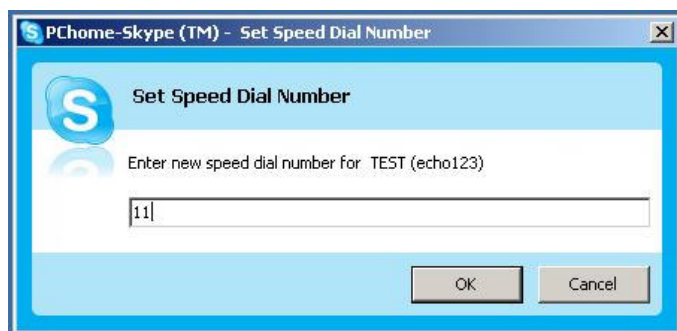 PChome-Skype (TM) - Set Speed Dial Number
Set Speed Dial Number
Enter new speed dial number for TEST (echo123)
11
OK
Cancel